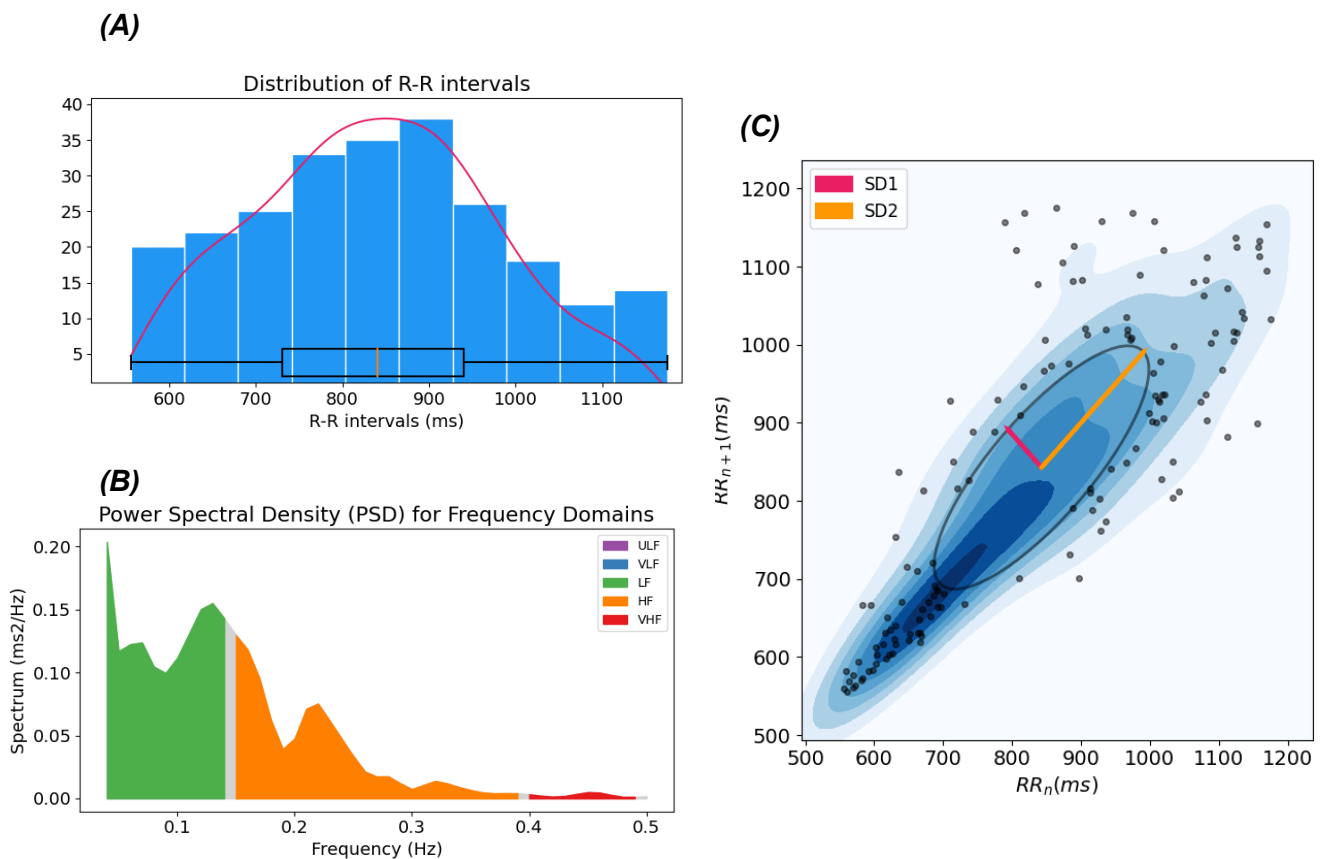 (A)
Distribution of R-R intervals
40
35
30
25
20
15
10
5
600 700 800 900 1000 1100
R-R intervals (ms)
(B)
Power Spectral Density (PSD) for Frequency Domains
Spectrum (ms2/Hz)
0.20
0.15
0.10
0.05
0.00
ULF
VLF
LF
HF
VHF
0.1 0.2 0.3 0.4 0.5
Frequency (Hz)
(C)
SD1
SD2
RRn+1(ms)
1200
1100
1000
900
800
700
600
500
500 600 700 800 900 1000 1100 1200
RRn(ms)